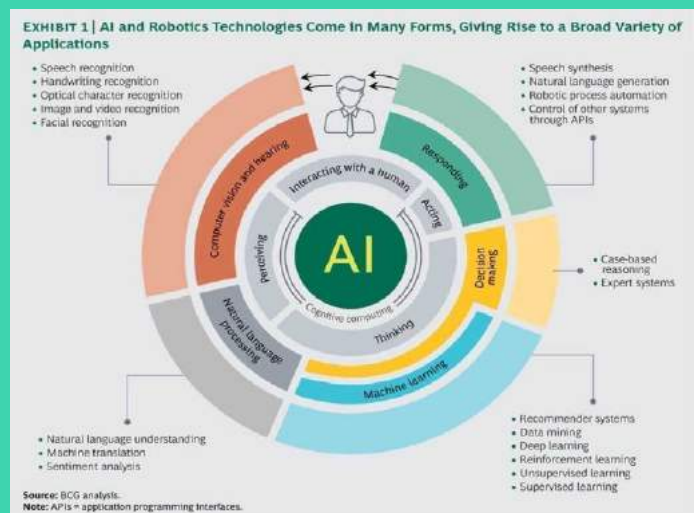 EXHIBIT 1 | AI and Robotics Technologies Come in Many Forms, Giving Rise to a Broad Variety of
Applications
• Speech recognition
• Handwriting recognition
• Optical character recognition
• Image and video recognition
• Facial recognition
• Speech synthesis
• Natural language generation
• Robotic process automation
• Control of other systems
through APIs
Computer vision and hearing
Interacting with a human
Responding
Acting
Perceiving
AI
Cognitive computing
Decision
making
• Case-based
reasoning
• Expert systems
Natural language
processing
Thinking
Machine learning
• Natural language understanding
• Machine translation
• Sentiment analysis
• Recommender systems
• Data mining
• Deep learning
• Reinforcement learning
• Unsupervised learning
• Supervised learning
Source: BCG analysis.
Note: APIs = application programming interfaces.